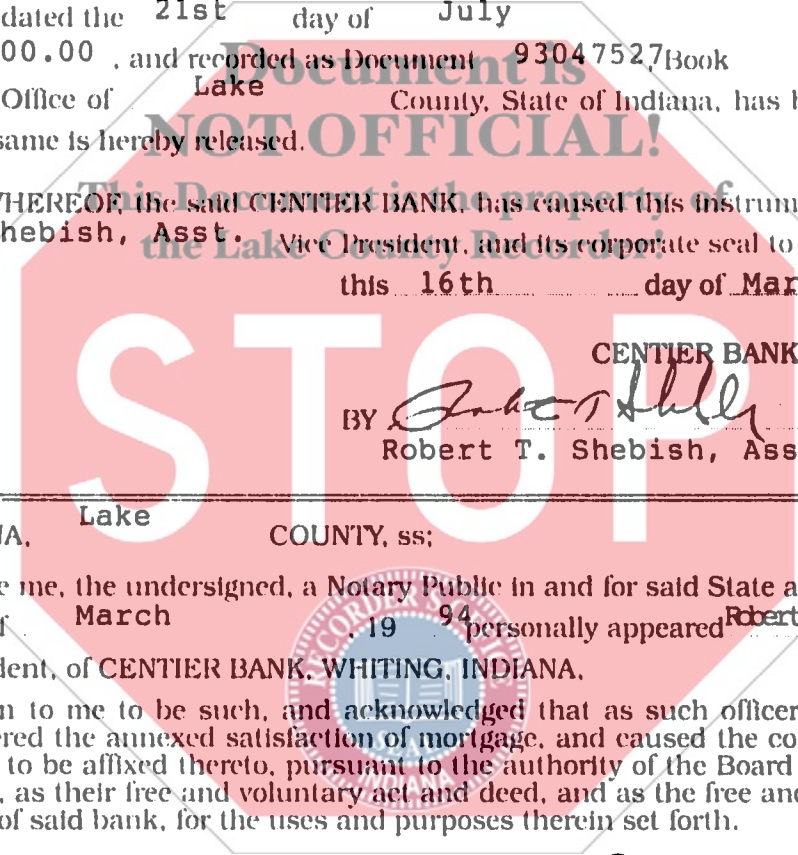 dated the 21st day of July
00.00 , and recorded as Document 93047527, Book
Office of Lake County, State of Indiana, has
same is hereby released.
WHEREOF, the said CENTIER BANK, has caused this instrum
hebish, Asst. Vice President, and its corporate seal to
this 16th day of Mar
CENTIER BANK
BY
Robert T. Shebish, Ass
Lake
NA, COUNTY, ss:
e me, the undersigned, a Notary Public in and for said State a
f March , 19 94 personally appeared Robert
dent, of CENTIER BANK, WHITING, INDIANA,
n to me to be such, and acknowledged that as such officer
ered the annexed satisfaction of mortgage, and caused the co
to be affixed thereto, pursuant to the authority of the Board
, as their free and voluntary act and deed, and as the free an
of said bank, for the uses and purposes therein set forth.
Document is
NOT OFFICIAL!
This Document is the property of
the Lake County Recorder!
STOP
RECORDER'S
SEAL
INDIANA